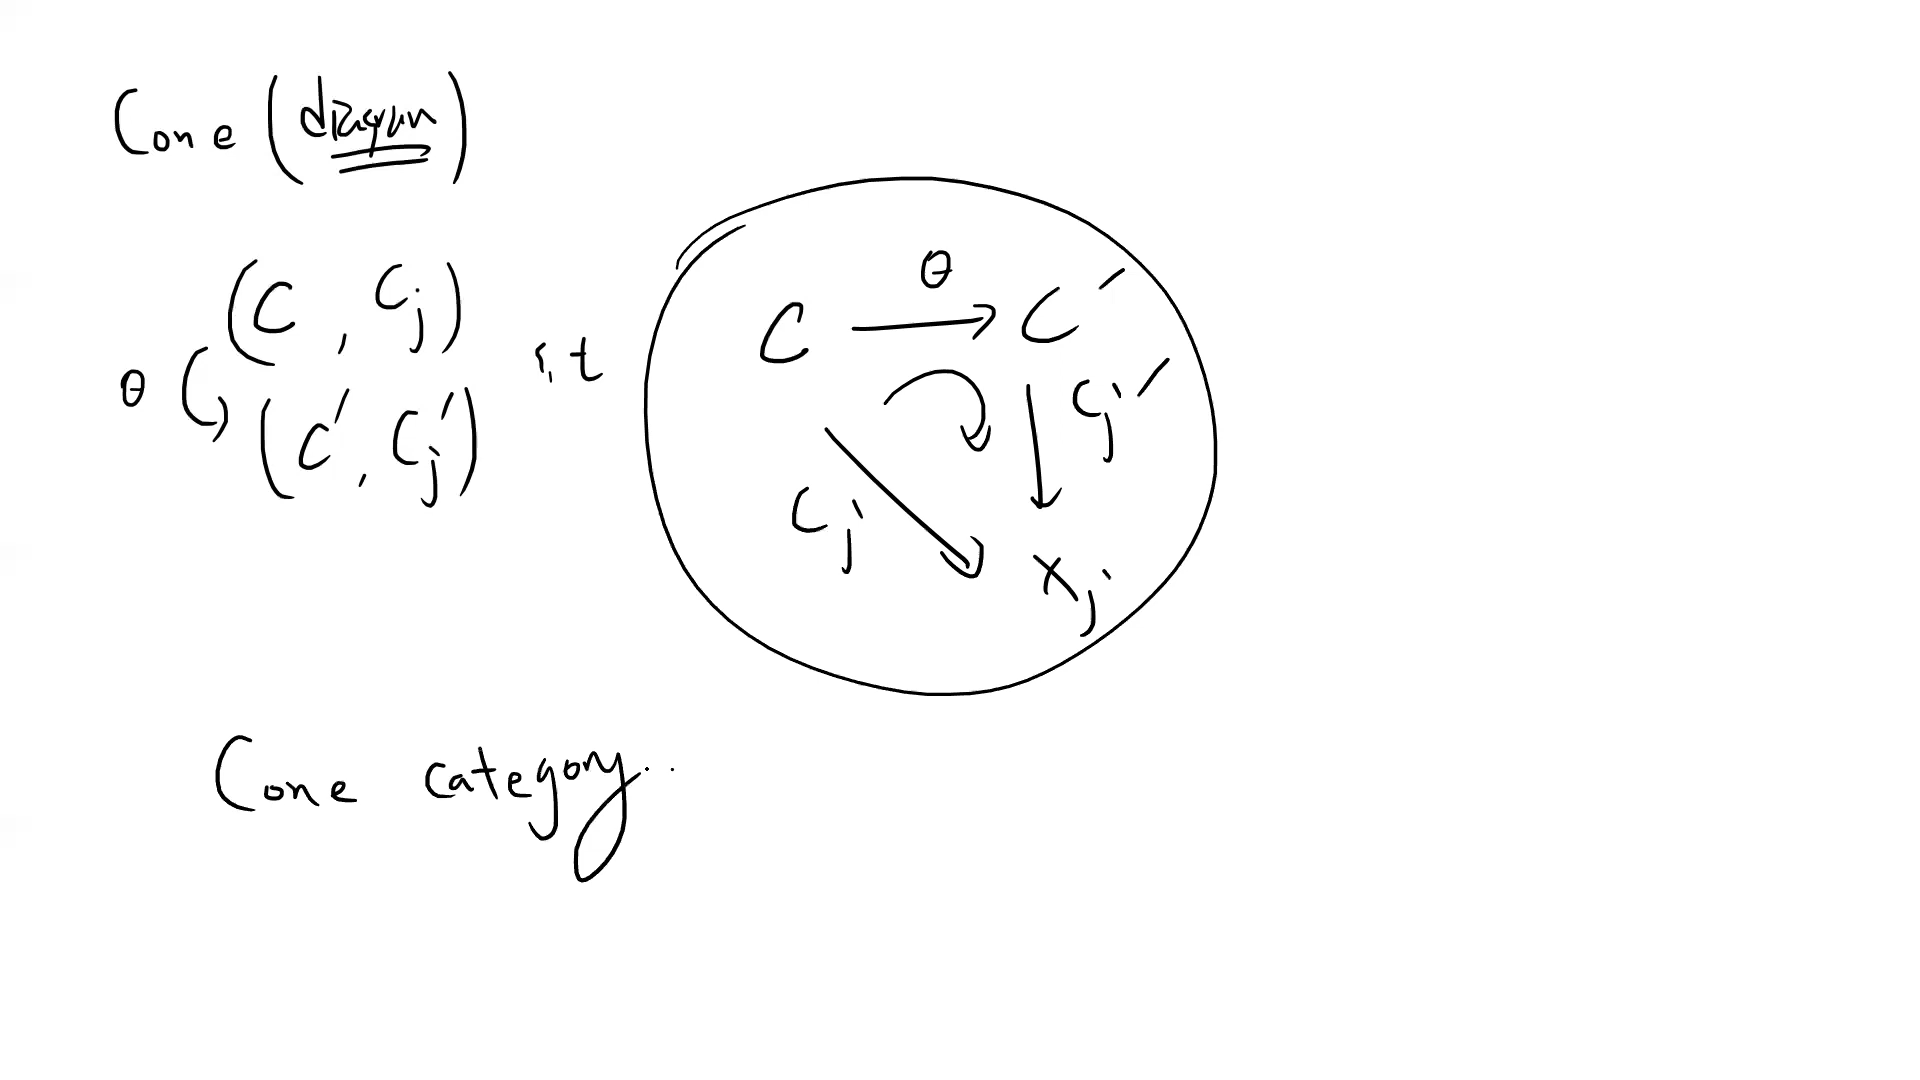 Cone (diagram)
(C, Cj)
θ
(C', Cj')
s.t
θ
C → C'
Cj'
Cj
Xj
Cone category..